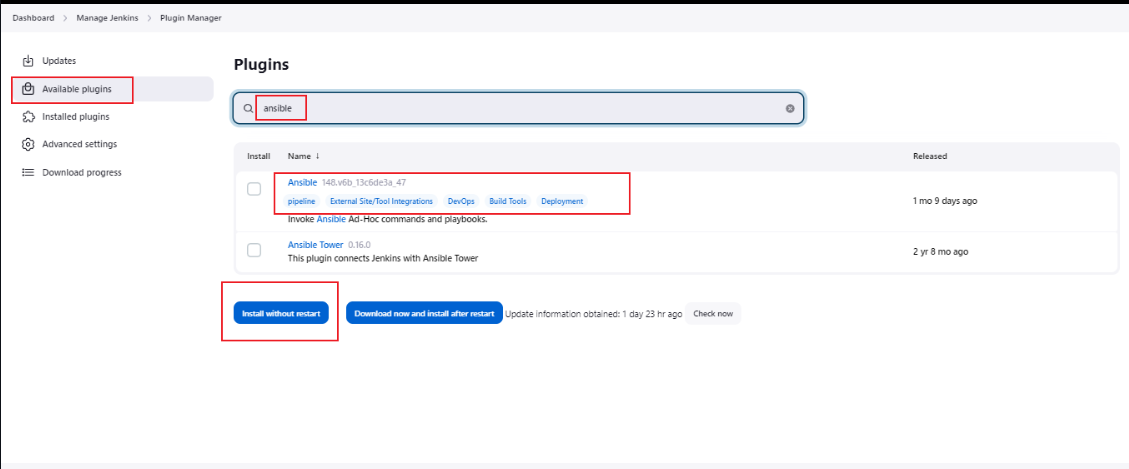 Dashboard > Manage Jenkins > Plugin Manager
Updates
Available plugins
Installed plugins
Advanced settings
Download progress
Plugins
ansible
Install Name ↓ Released
Ansible 148.v6b_13c6de3a_47
pipeline External Site/Tool Integrations DevOps Build Tools Deployment
Invoke Ansible Ad-Hoc commands and playbooks.
1 mo 9 days ago
Ansible Tower 0.16.0
This plugin connects Jenkins with Ansible Tower
2 yr 8 mo ago
Install without restart Download now and install after restart Update information obtained: 1 day 23 hr ago Check now